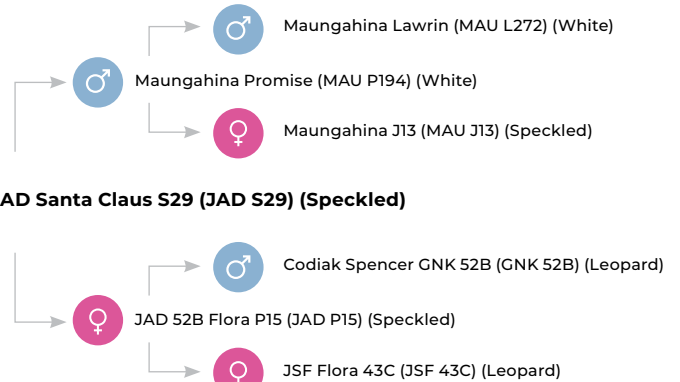 Maungahina Lawrin (MAU L272) (White)
Maungahina Promise (MAU P194) (White)
Maungahina J13 (MAU J13) (Speckled)
AD Santa Claus S29 (JAD S29) (Speckled)
Codiak Spencer GNK 52B (GNK 52B) (Leopard)
JAD 52B Flora P15 (JAD P15) (Speckled)
JSF Flora 43C (JSF 43C) (Leopard)